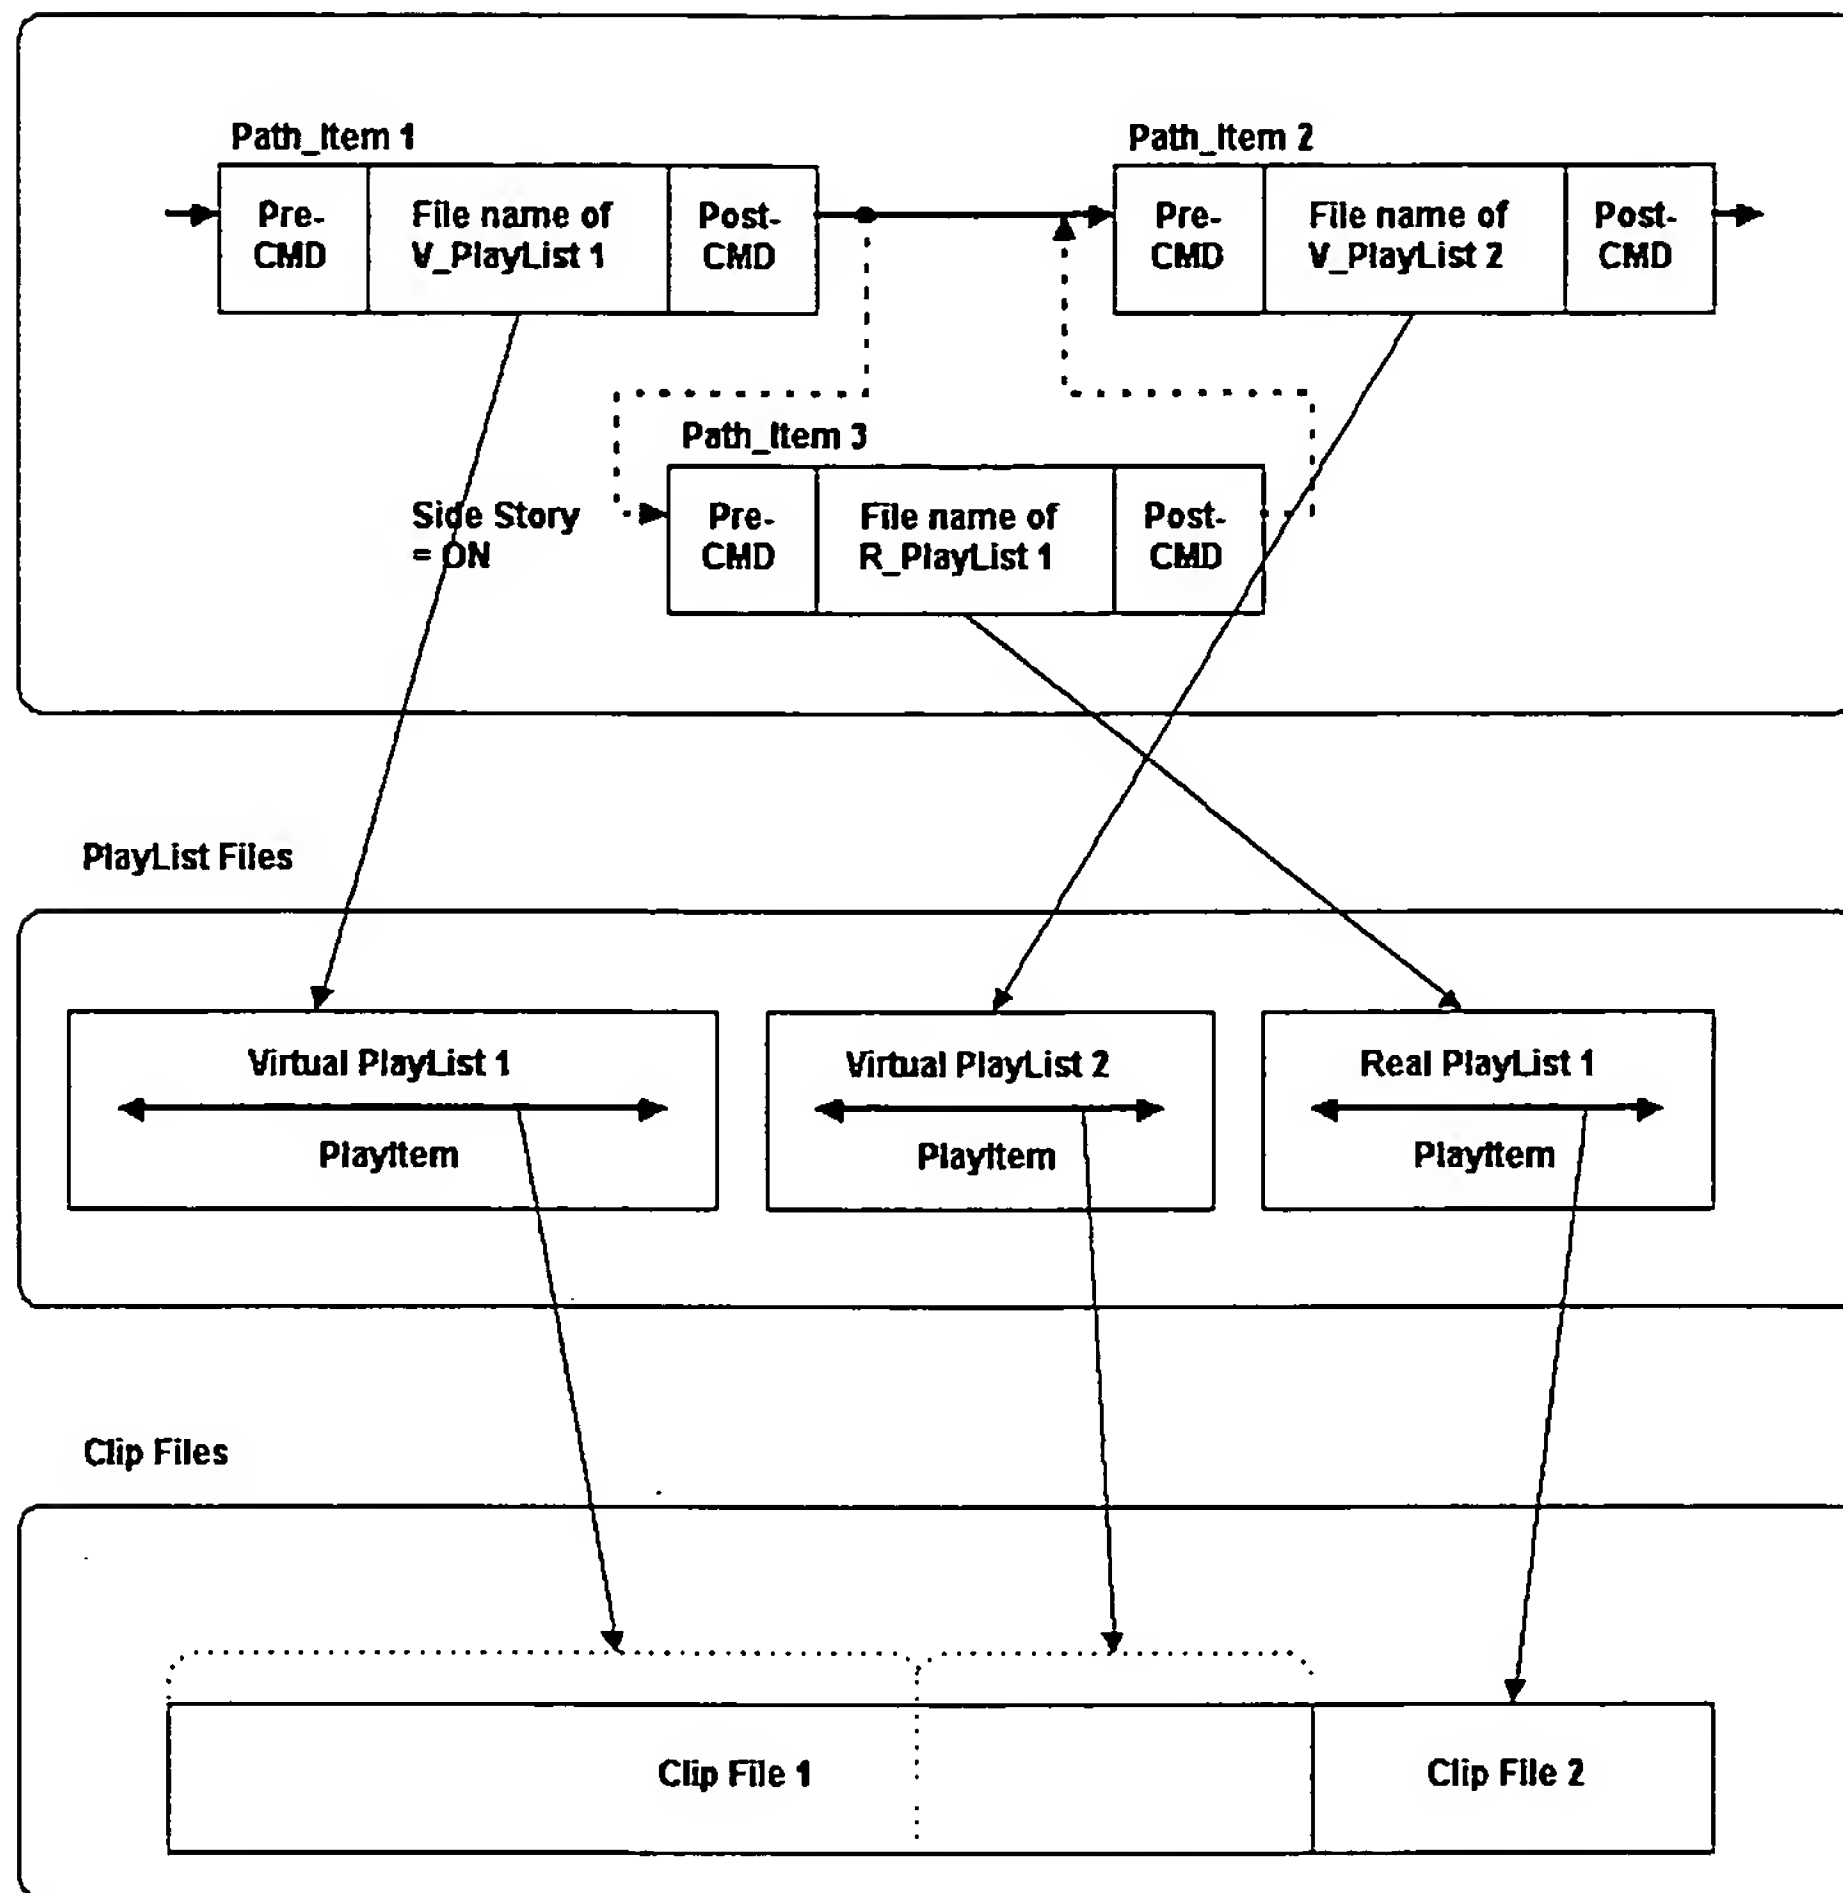 Path_Item 1
Path_Item 2
Pre-
CMD
File name of
V_PlayList 1
Post-
CMD
Pre-
CMD
File name of
V_PlayList 2
Post-
CMD
Path_Item 3
Side Story
= ON
Pre-
CMD
File name of
R_PlayList 1
Post-
CMD
PlayList Files
Virtual PlayList 1
PlayItem
Virtual PlayList 2
PlayItem
Real PlayList 1
PlayItem
Clip Files
Clip File 1
Clip File 2